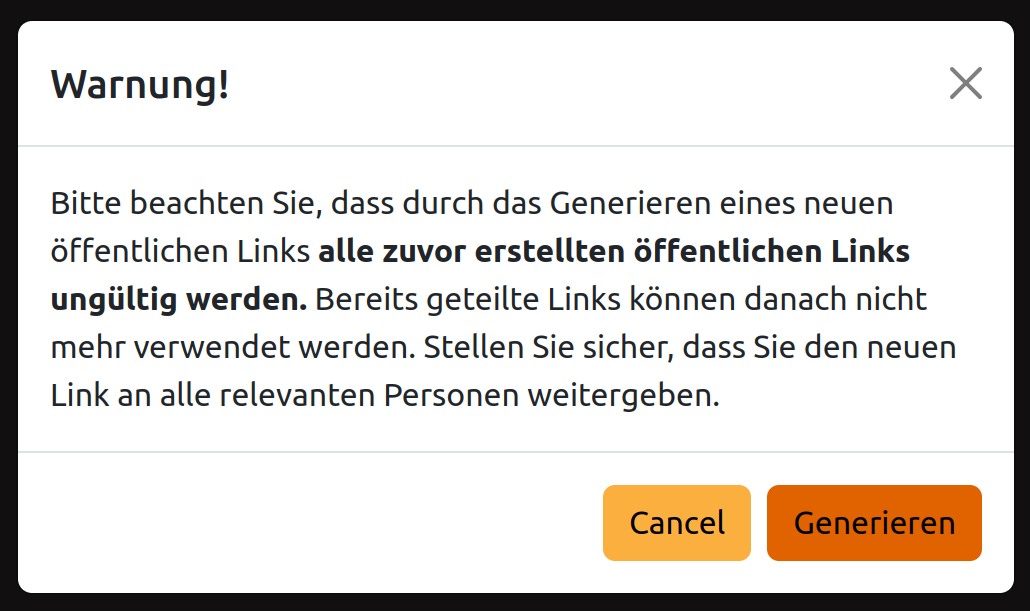 Warnung!
Bitte beachten Sie, dass durch das Generieren eines neuen
öffentlichen Links alle zuvor erstellten öffentlichen Links
ungültig werden. Bereits geteilte Links können danach nicht
mehr verwendet werden. Stellen Sie sicher, dass Sie den neuen
Link an alle relevanten Personen weitergeben.
Cancel Generieren